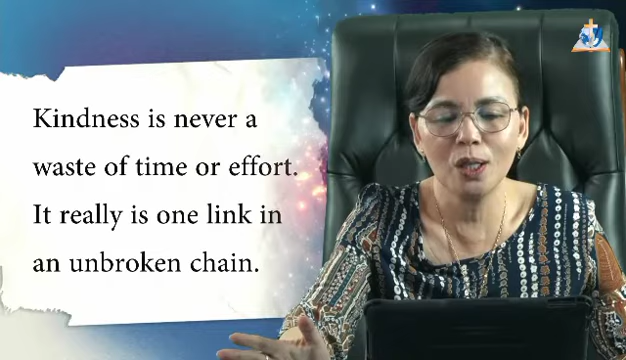 Kindness is never a
waste of time or effort.
It really is one link in
an unbroken chain.